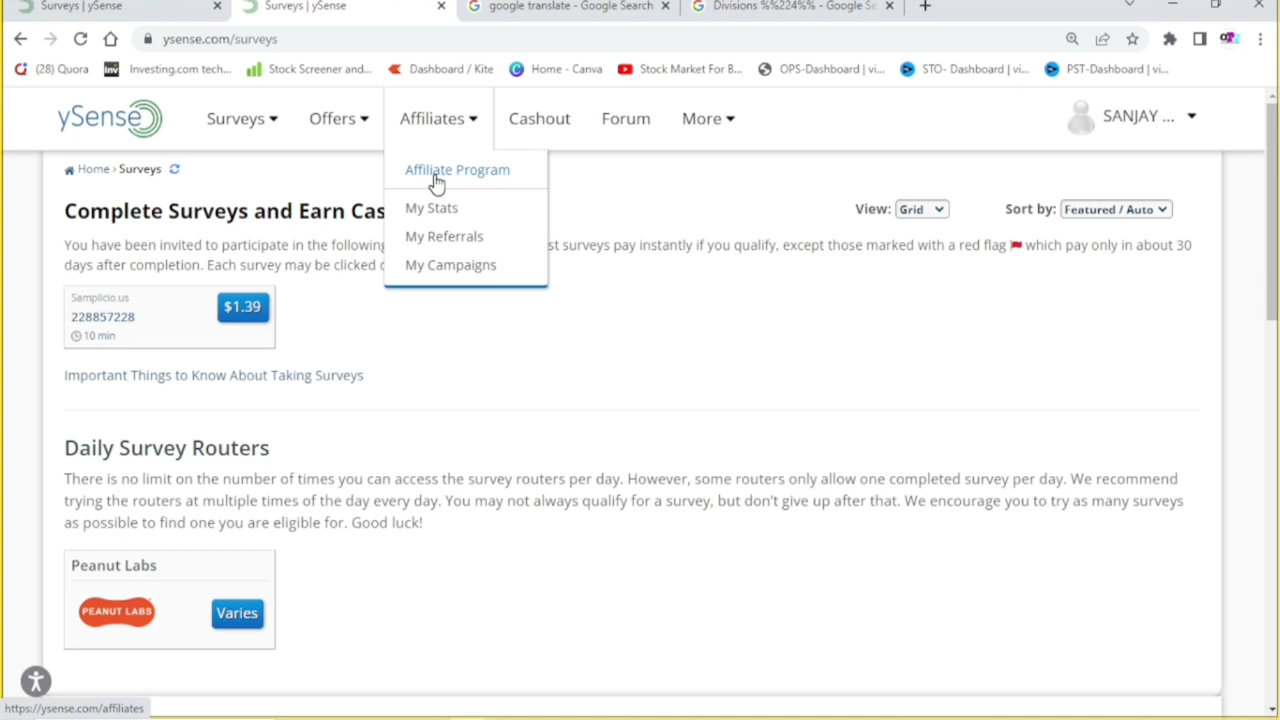 Surveys | ySense
Surveys | ySense
google translate - Google Search
Divisions %%224%% - Google Se
ysense.com/surveys
(28) Quora
Investing.com tech...
Stock Screener and...
Dashboard / Kite
Home - Canva
Stock Market For B...
OPS-Dashboard | vi...
STO- Dashboard | vi...
PST-Dashboard | vi...
ySense
Surveys
Offers
Affiliates
Cashout
Forum
More
SANJAY ...
Affiliate Program
My Stats
My Referrals
My Campaigns
Home › Surveys
Complete Surveys and Earn Cas
View: Grid
Sort by: Featured / Auto
You have been invited to participate in the following st surveys pay instantly if you qualify, except those marked with a red flag which pay only in about 30
days after completion. Each survey may be clicked
Samplicio.us
228857228
10 min
$1.39
Important Things to Know About Taking Surveys
Daily Survey Routers
There is no limit on the number of times you can access the survey routers per day. However, some routers only allow one completed survey per day. We recommend
trying the routers at multiple times of the day every day. You may not always qualify for a survey, but don't give up after that. We encourage you to try as many surveys
as possible to find one you are eligible for. Good luck!
Peanut Labs
PEANUT LABS
Varies
https://ysense.com/affiliates